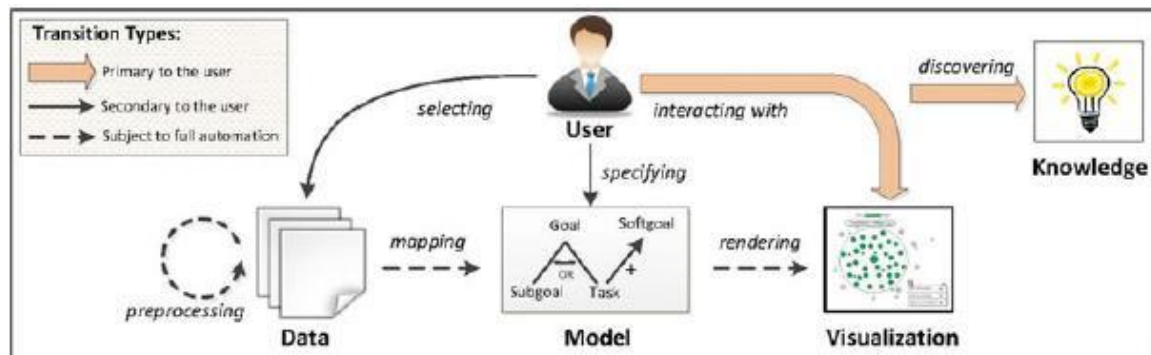 Transition Types:
Primary to the user
Secondary to the user
Subject to full automation
selecting
User
interacting with
discovering
Knowledge
specifying
preprocessing
Data
mapping
Goal
Softgoal
OR
+
Subgoal
Task
Model
rendering
Visualization